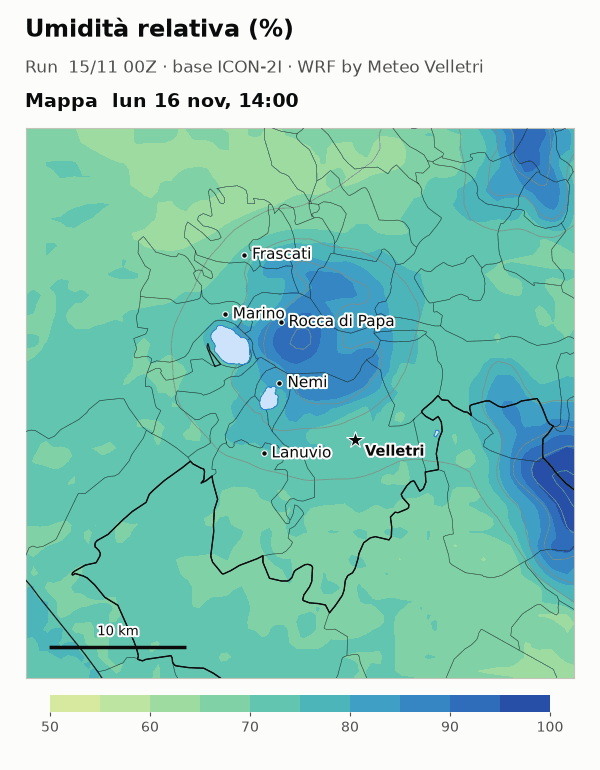 Umidità relativa (%)
Run  15/11 00Z · base ICON-2I · WRF by Meteo Velletri
Mappa  lun 16 nov, 14:00
Frascati
Marino
Rocca di Papa
Nemi
Velletri
Lanuvio
10 km
50 60 70 80 90 100